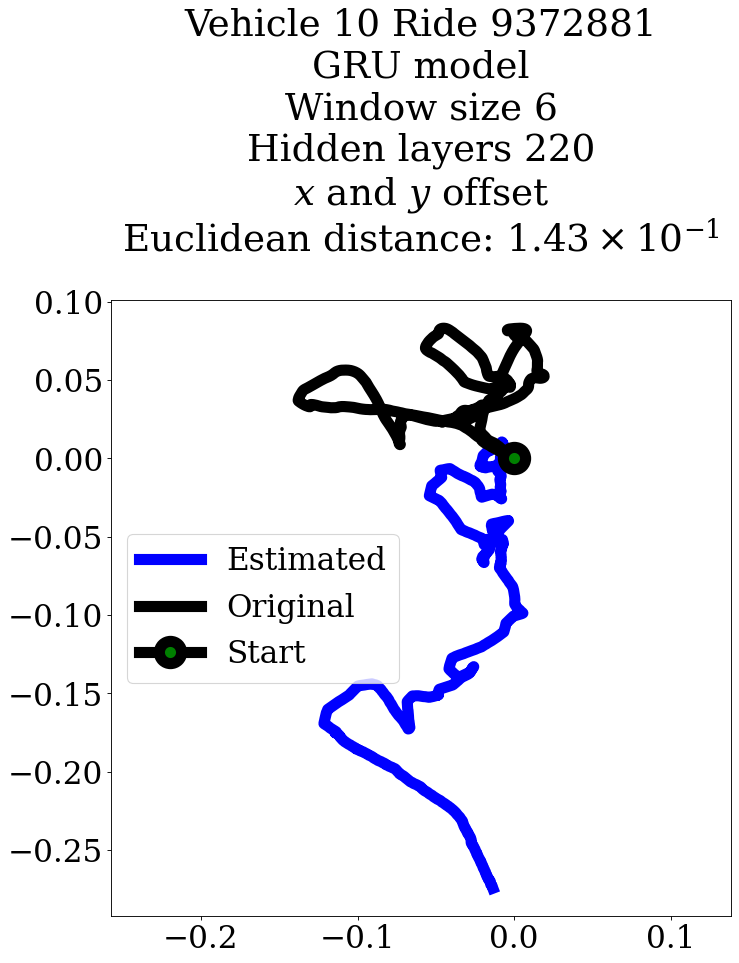 Vehicle 10 Ride 9372881
GRU model
Window size 6
Hidden layers 220
x and y offset
Euclidean distance: 1.43 × 10⁻¹
0.10
0.05
0.00
−0.05
−0.10
−0.15
−0.20
−0.25
Estimated
Original
Start
−0.2 −0.1 0.0 0.1